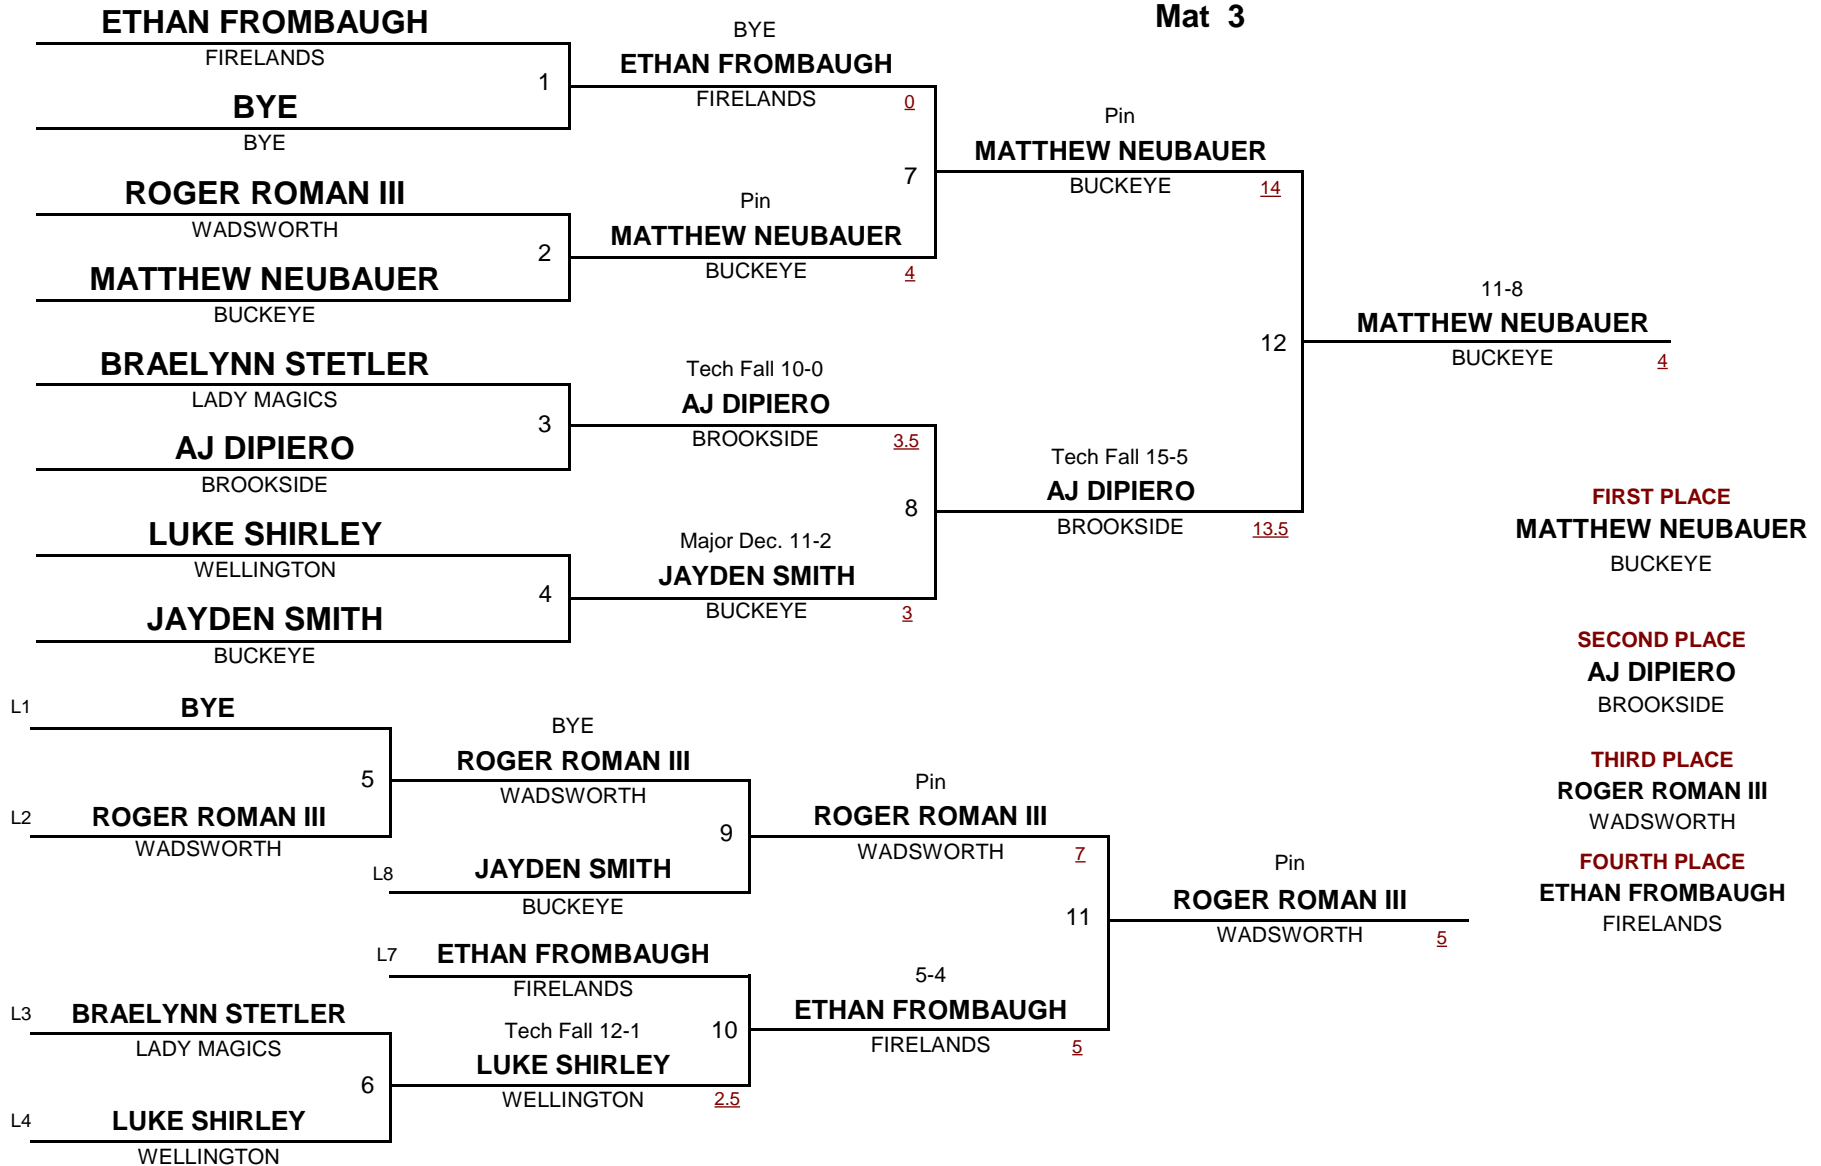 Mat 3
ETHAN FROMBAUGH
FIRELANDS
1
BYE
BYE
ROGER ROMAN III
WADSWORTH
2
MATTHEW NEUBAUER
BUCKEYE
BRAELYNN STETLER
LADY MAGICS
3
AJ DIPIERO
BROOKSIDE
LUKE SHIRLEY
WELLINGTON
4
JAYDEN SMITH
BUCKEYE
BYE
ETHAN FROMBAUGH
FIRELANDS 0
7
Pin
MATTHEW NEUBAUER
BUCKEYE 4
Tech Fall 10-0
AJ DIPIERO
BROOKSIDE 3.5
8
Major Dec. 11-2
JAYDEN SMITH
BUCKEYE 3
Pin
MATTHEW NEUBAUER
BUCKEYE 14
12
Tech Fall 15-5
AJ DIPIERO
BROOKSIDE 13.5
11-8
MATTHEW NEUBAUER
BUCKEYE 4
L1 BYE
5
L2 ROGER ROMAN III
WADSWORTH
L3 BRAELYNN STETLER
LADY MAGICS
6
L4 LUKE SHIRLEY
WELLINGTON
BYE
ROGER ROMAN III
WADSWORTH
9
L8 JAYDEN SMITH
BUCKEYE
L7 ETHAN FROMBAUGH
FIRELANDS
Tech Fall 12-1 10
LUKE SHIRLEY
WELLINGTON 2.5
Pin
ROGER ROMAN III
WADSWORTH 7
11
5-4
ETHAN FROMBAUGH
FIRELANDS 5
Pin
ROGER ROMAN III
WADSWORTH 5
FIRST PLACE
MATTHEW NEUBAUER
BUCKEYE
SECOND PLACE
AJ DIPIERO
BROOKSIDE
THIRD PLACE
ROGER ROMAN III
WADSWORTH
FOURTH PLACE
ETHAN FROMBAUGH
FIRELANDS